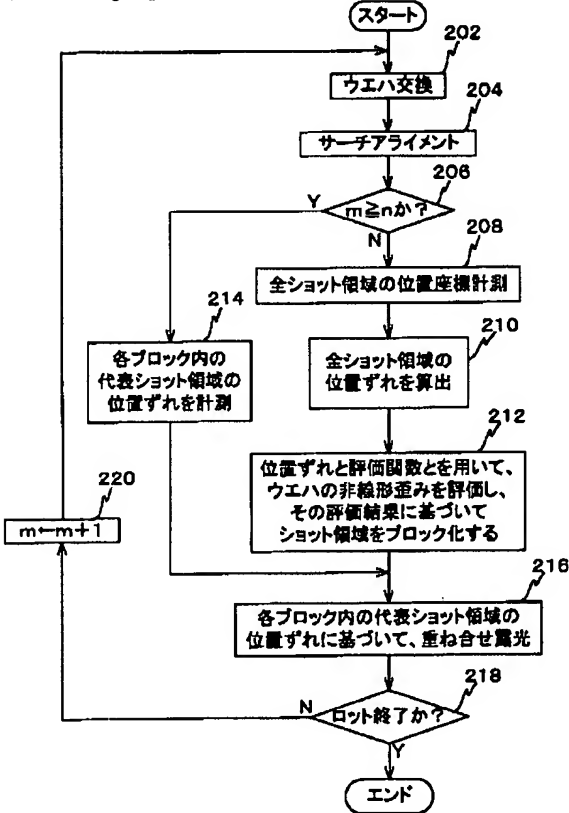 スタート
202
ウエハ交換
204
サーチアライメント
206
m≧nか?
Y
N
208
全ショット領域の位置座標計測
214
各ブロック内の
代表ショット領域の
位置ずれを計測
210
全ショット領域の
位置ずれを算出
212
位置ずれと評価関数とを用いて、
ウエハの非線形歪みを評価し、
その評価結果に基づいて
ショット領域をブロック化する
220
m←m+1
216
各ブロック内の代表ショット領域の
位置ずれに基づいて、重ね合せ露光
218
ロット終了か?
N
Y
エンド